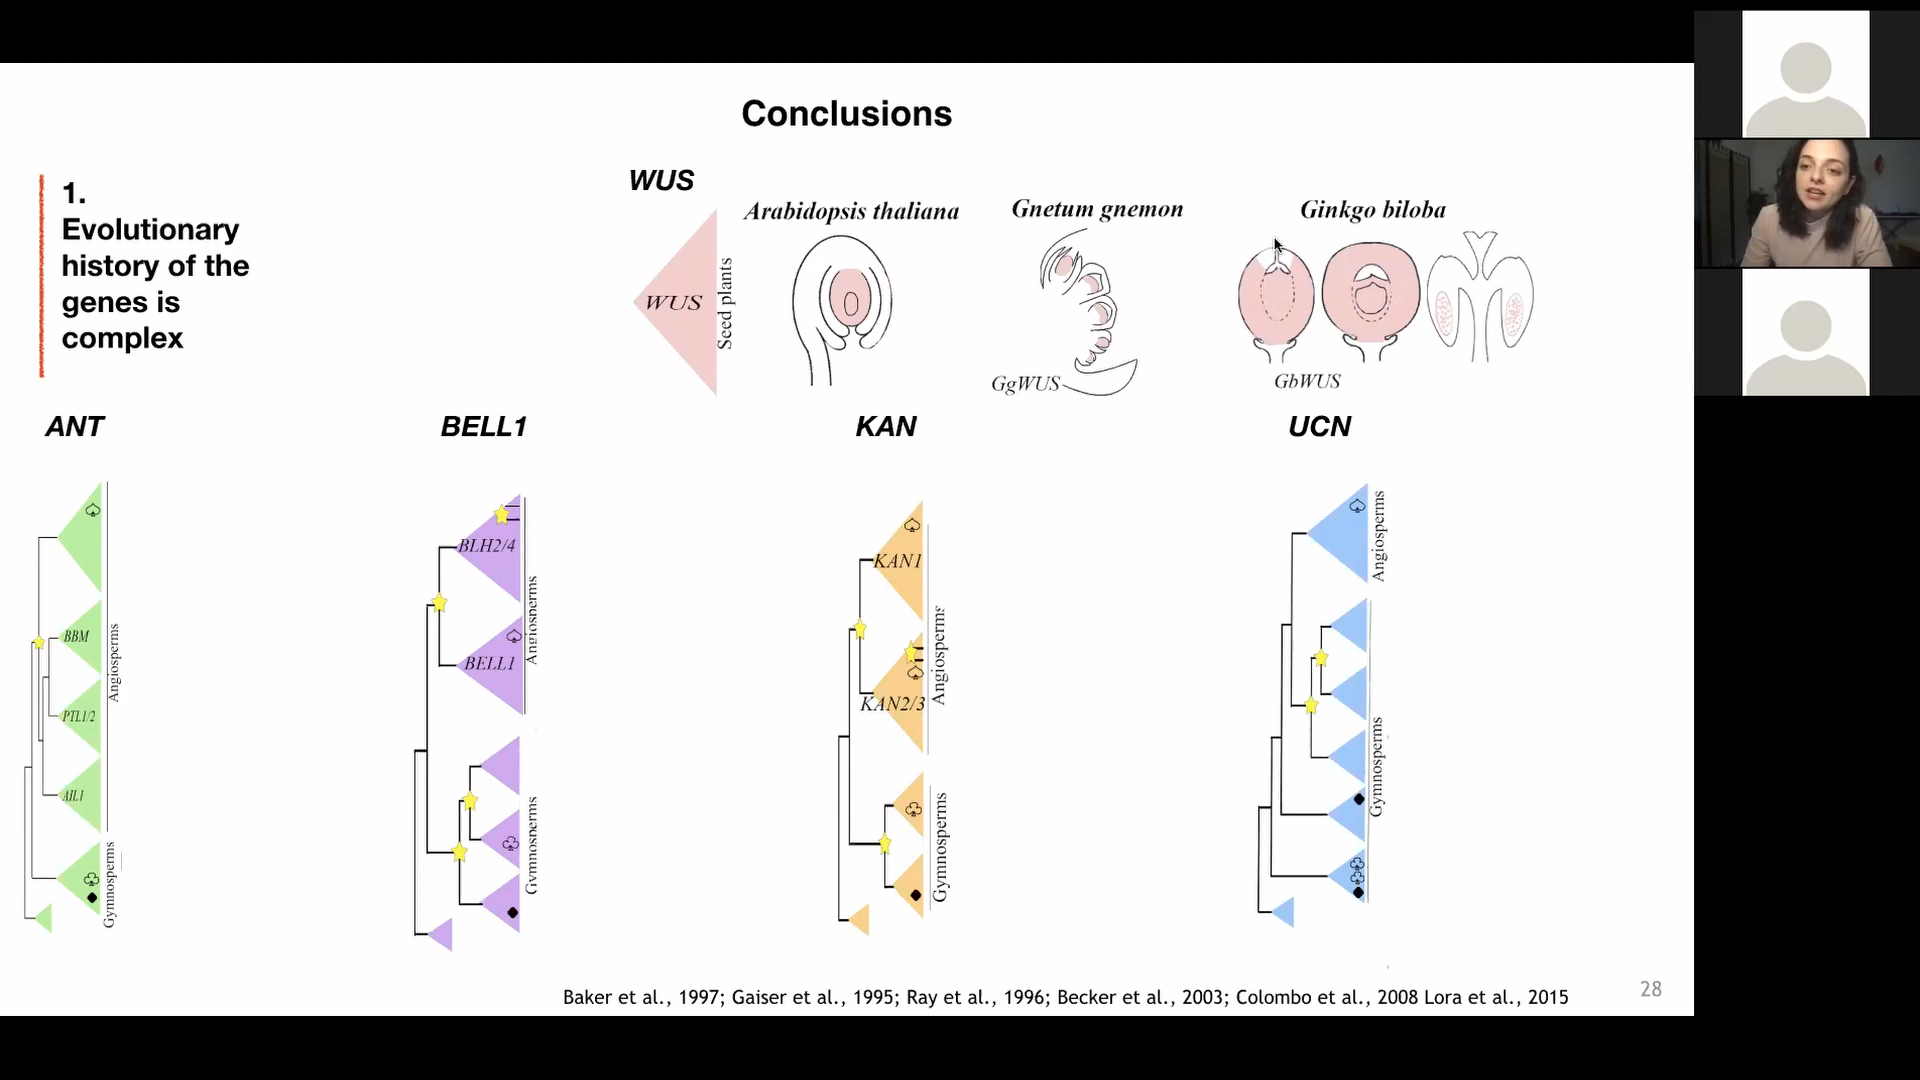 Conclusions
1.
Evolutionary
history of the
genes is
complex
WUS
WUS
Seed plants
Arabidopsis thaliana
Gnetum gnemon
GgWUS
Ginkgo biloba
GbWUS
ANT
BBM
PTL1/2
AIL1
Angiosperms
Gymnosperms
BELL1
BLH2/4
BELL1
Angiosperms
Gymnosperms
KAN
KAN1
KAN2/3
Angiosperms
Gymnosperms
UCN
Angiosperms
Gymnosperms
Baker et al., 1997; Gaiser et al., 1995; Ray et al., 1996; Becker et al., 2003; Colombo et al., 2008 Lora et al., 2015
28